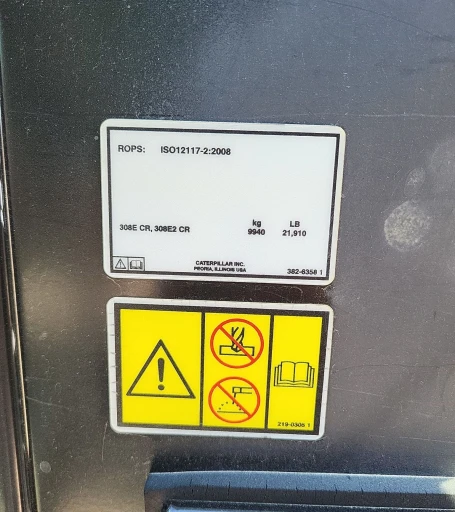 ROPS: ISO12117-2:2008
kg LB
308E CR, 308E2 CR 9940 21,910
CATERPILLAR INC.
PEORIA, ILLINOIS USA
382-6358 1
219-0306 1